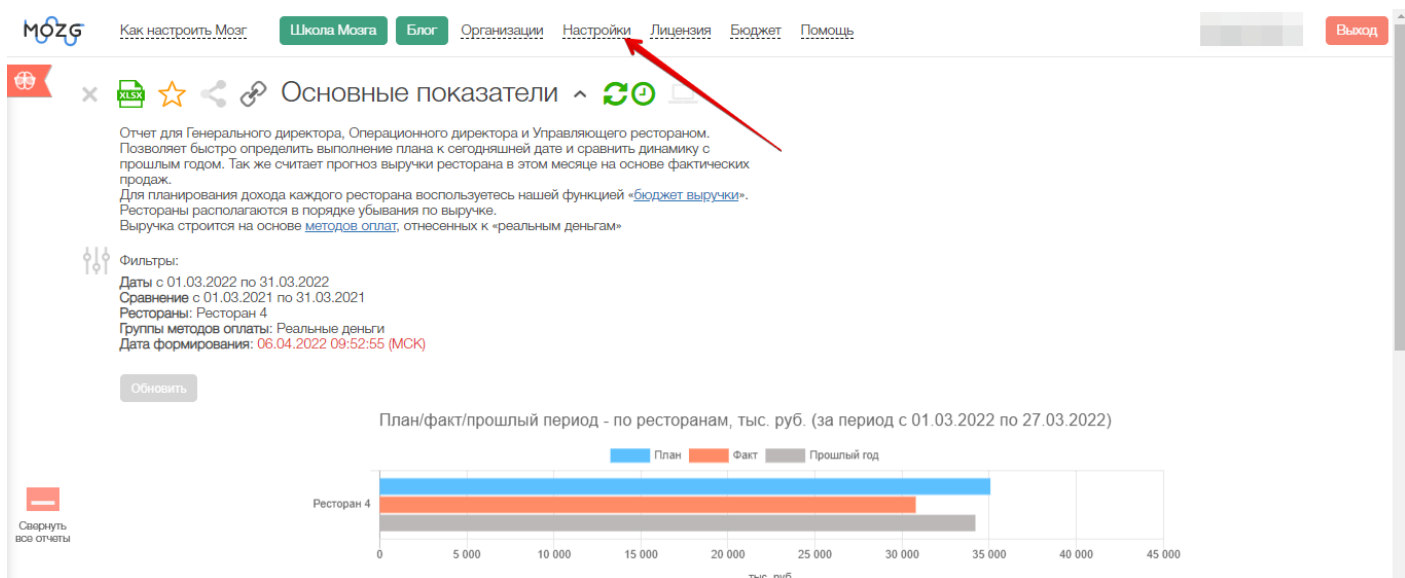 MOZG
Как настроить Мозг
Школа Мозга
Блог
Организации
Настройки
Лицензия
Бюджет
Помощь
Выход
XLSX
Основные показатели
Отчет для Генерального директора, Операционного директора и Управляющего рестораном.
Позволяет быстро определить выполнение плана к сегодняшней дате и сравнить динамику с
прошлым годом. Так же считает прогноз выручки ресторана в этом месяце на основе фактических
продаж.
Для планирования дохода каждого ресторана воспользуетесь нашей функцией «бюджет выручки».
Рестораны располагаются в порядке убывания по выручке.
Выручка строится на основе методов оплат, отнесенных к «реальным деньгам»
Фильтры:
Даты с 01.03.2022 по 31.03.2022
Сравнение с 01.03.2021 по 31.03.2021
Рестораны: Ресторан 4
Группы методов оплаты: Реальные деньги
Дата формирования: 06.04.2022 09:52:55 (МСК)
Обновить
План/факт/прошлый период - по ресторанам, тыс. руб. (за период с 01.03.2022 по 27.03.2022)
План Факт Прошлый год
Ресторан 4
0 5 000 10 000 15 000 20 000 25 000 30 000 35 000 40 000 45 000
тыс. руб.
Свернуть
все отчеты